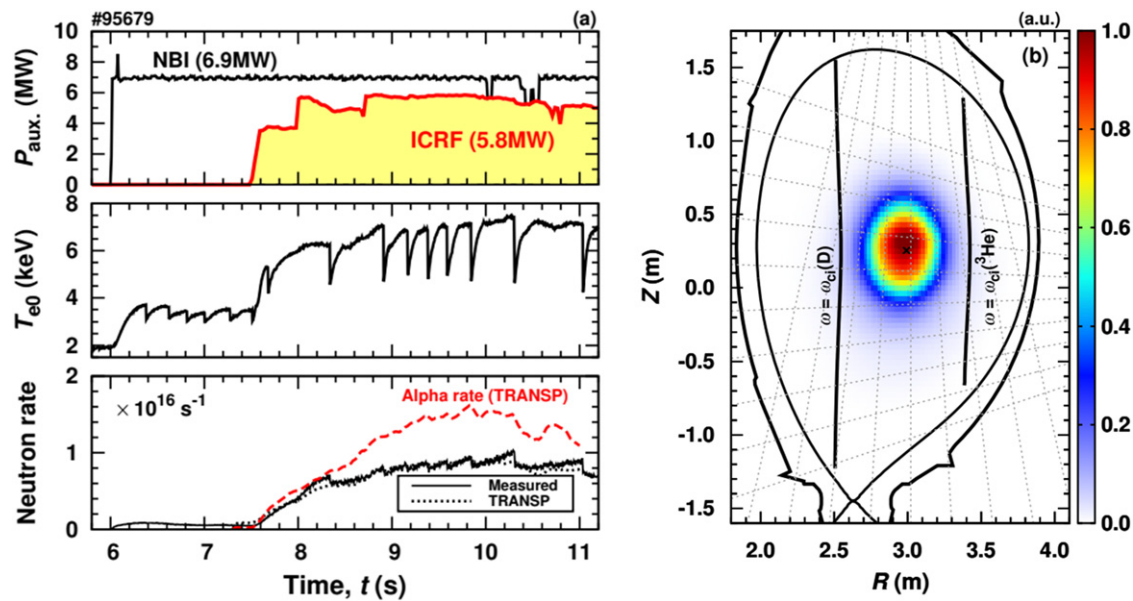 #95679 (a)
10
8
6
4
2
0
P_aux. (MW)
NBI (6.9MW)
ICRF (5.8MW)
8
6
4
2
T_e0 (keV)
2
1
0
Neutron rate
× 10^16 s^-1
Alpha rate (TRANSP)
Measured
TRANSP
6 7 8 9 10 11
Time, t (s)
(a.u.)
(b)
1.5
1.0
0.5
0.0
-0.5
-1.0
-1.5
Z (m)
ω = ω_ci(D)
ω = ω_ci(^3He)
2.0 2.5 3.0 3.5 4.0
R (m)
1.0
0.8
0.6
0.4
0.2
0.0